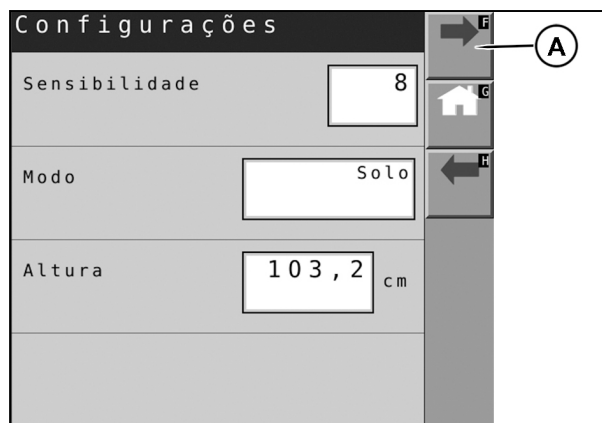 Configurações
F
A
Sensibilidade
8
G
Modo
Solo
H
Altura
103,2
cm